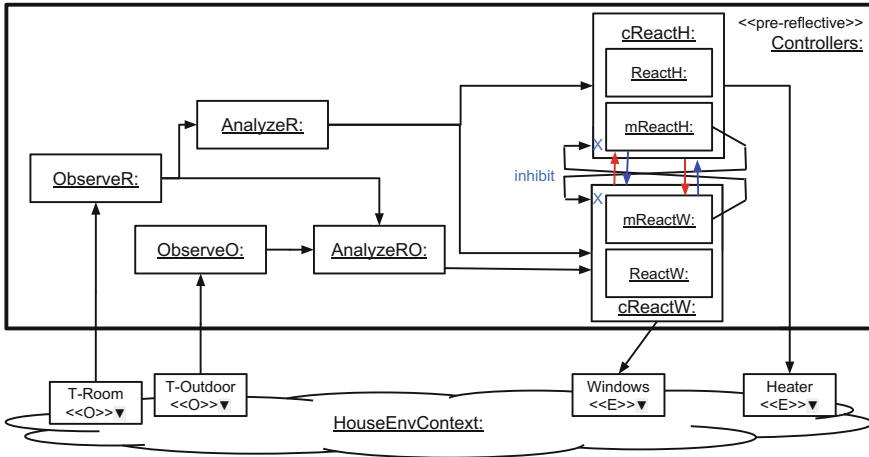 <<pre-reflective>>
Controllers:
cReactH:
ReactH:
mReactH:
X
AnalyzeR:
ObserveR:
inhibit
X
mReactW:
ObserveO:
AnalyzeRO:
ReactW:
cReactW:
T-Room
<<O>>▼
T-Outdoor
<<O>>▼
Windows
<<E>>▼
Heater
<<E>>▼
HouseEnvContext: